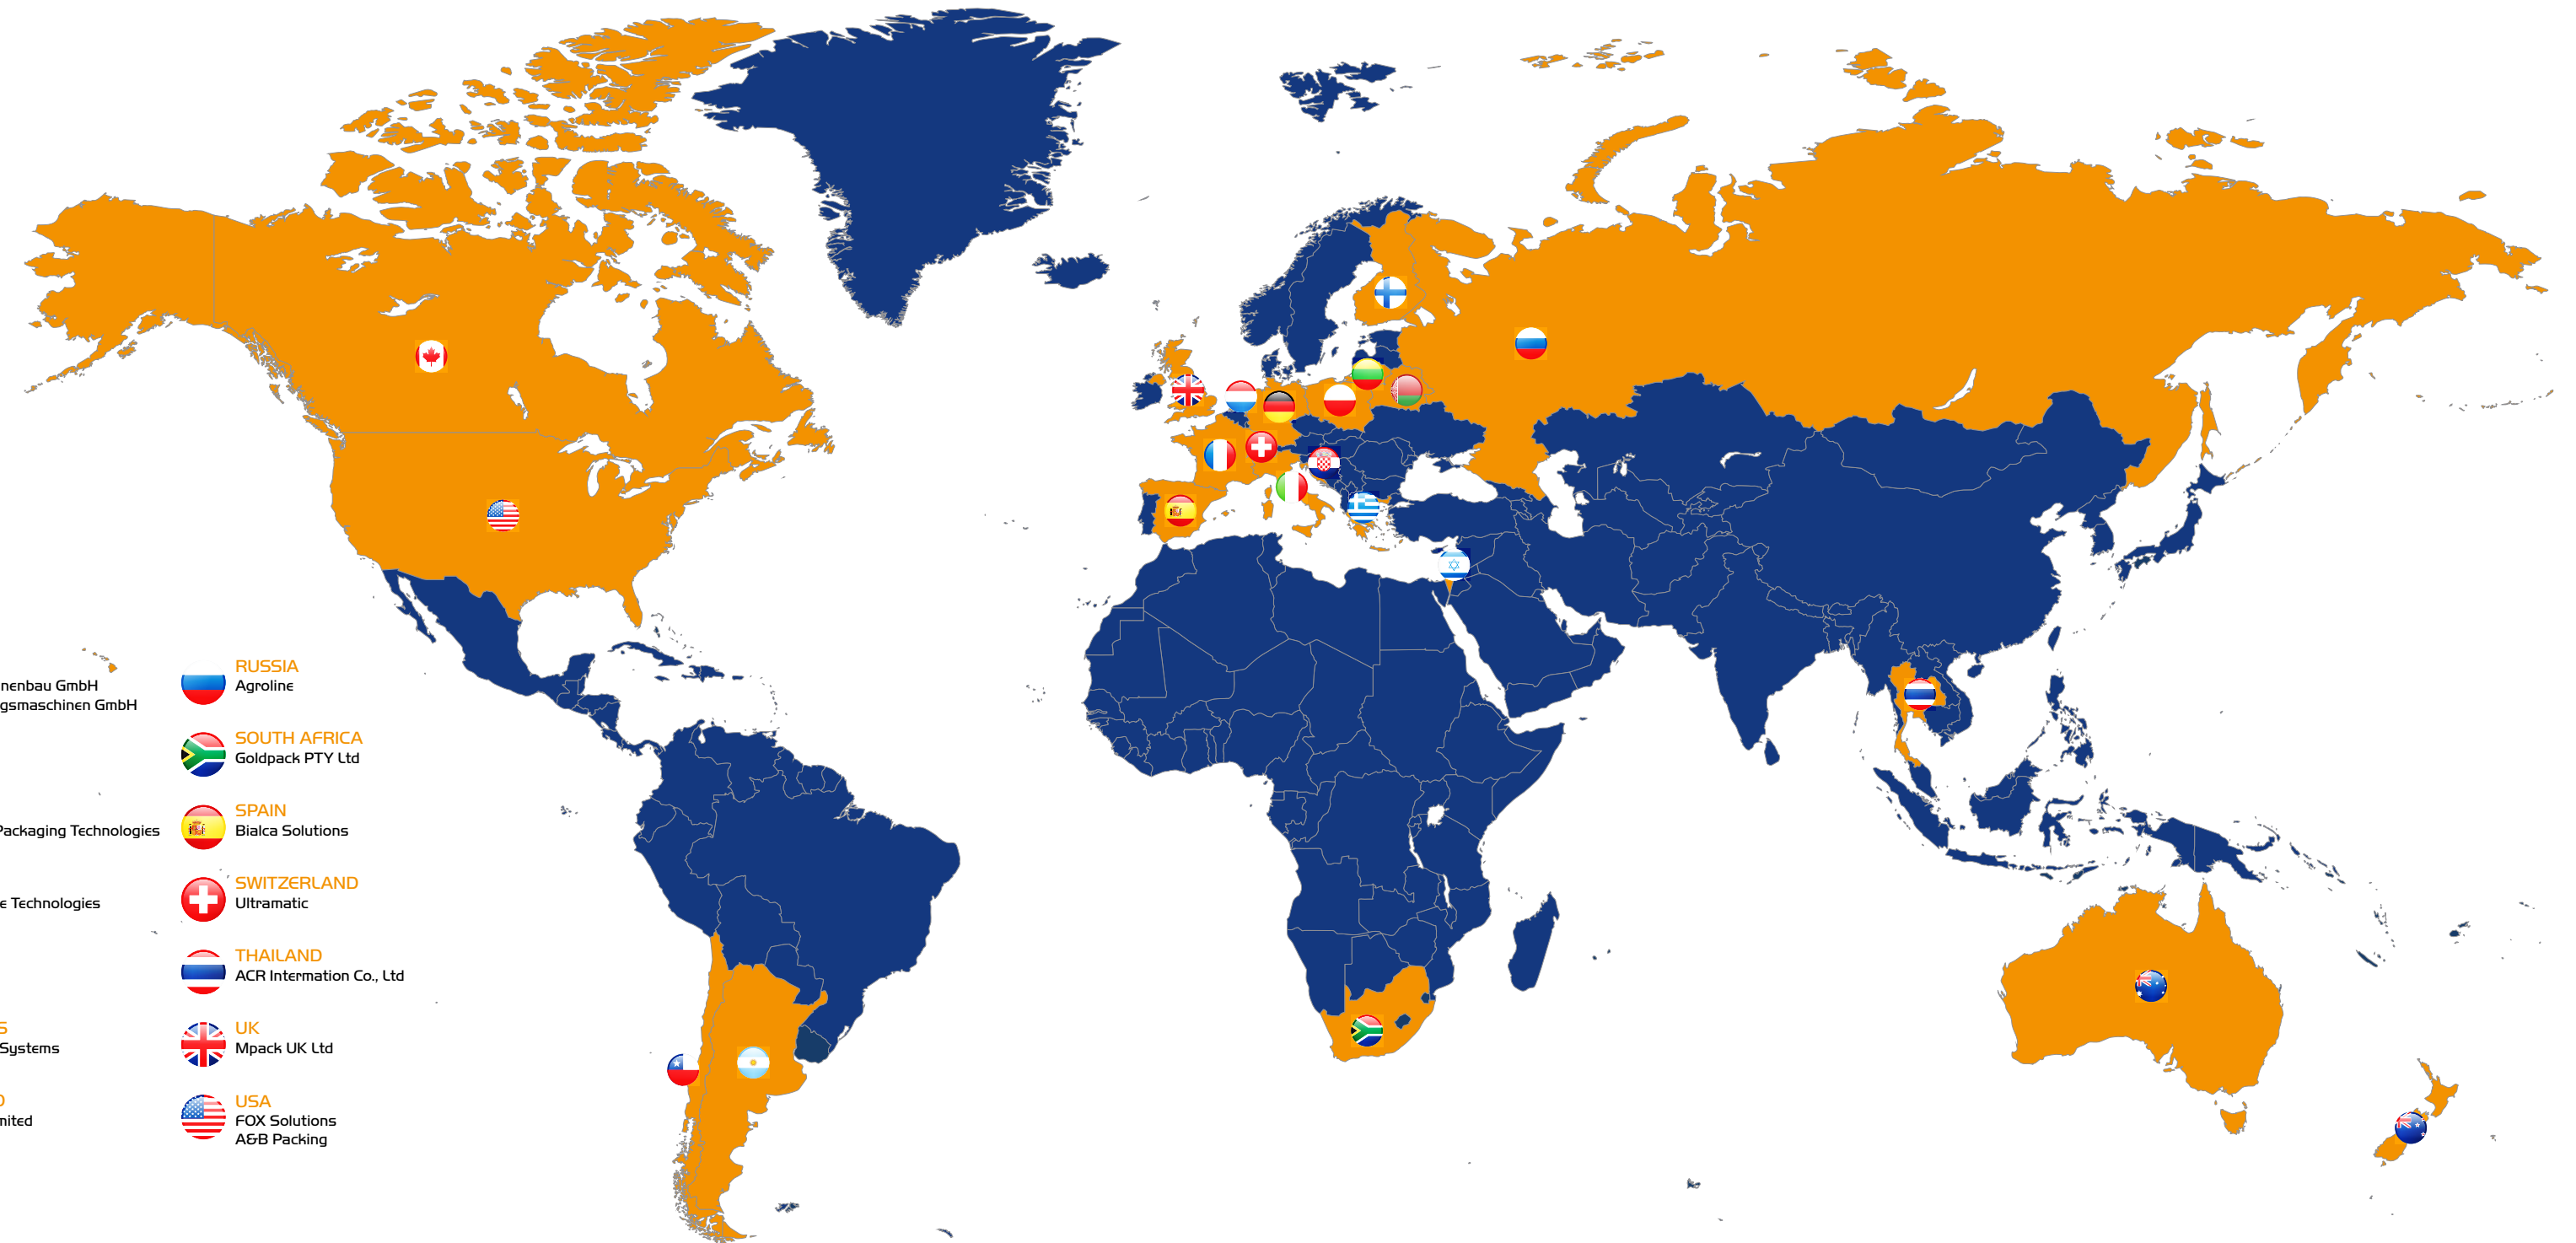 nenbau GmbH
gsmaschinen GmbH
Packaging Technologies
e Technologies
S
Systems
D
mited
RUSSIA
Agroline
SOUTH AFRICA
Goldpack PTY Ltd
SPAIN
Bialca Solutions
SWITZERLAND
Ultramatic
THAILAND
ACR Intermation Co., Ltd
UK
Mpack UK Ltd
USA
FOX Solutions
A&B Packing